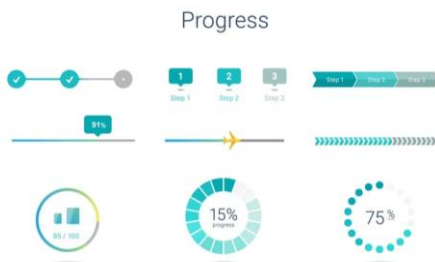 Progress
1
2
3
Step 1
Step 2
Step 3
Step 1
Step 2
Step 3
91%
65 / 100
15%
progress
75%